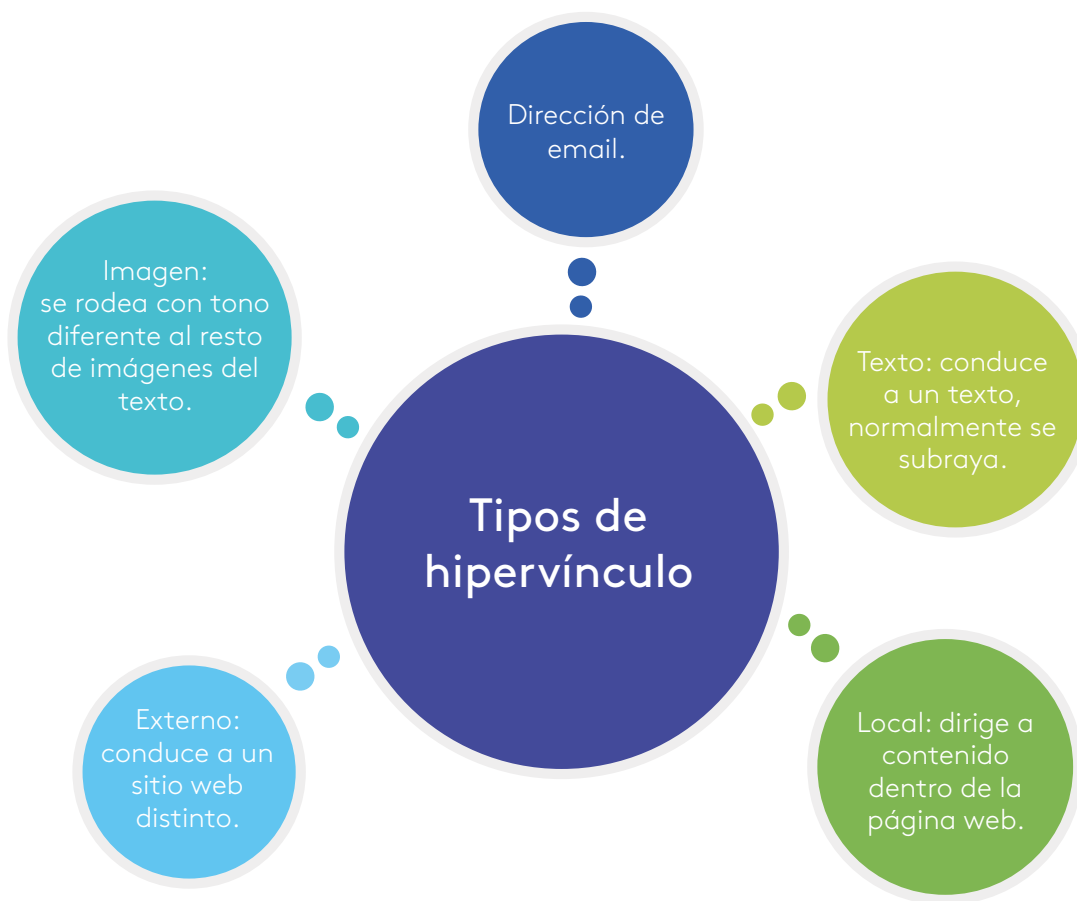 Dirección de
email.
Imagen:
se rodea con tono
diferente al resto
de imágenes del
texto.
Texto: conduce
a un texto,
normalmente se
subraya.
Tipos de
hipervínculo
Externo:
conduce a un
sitio web
distinto.
Local: dirige a
contenido
dentro de la
página web.